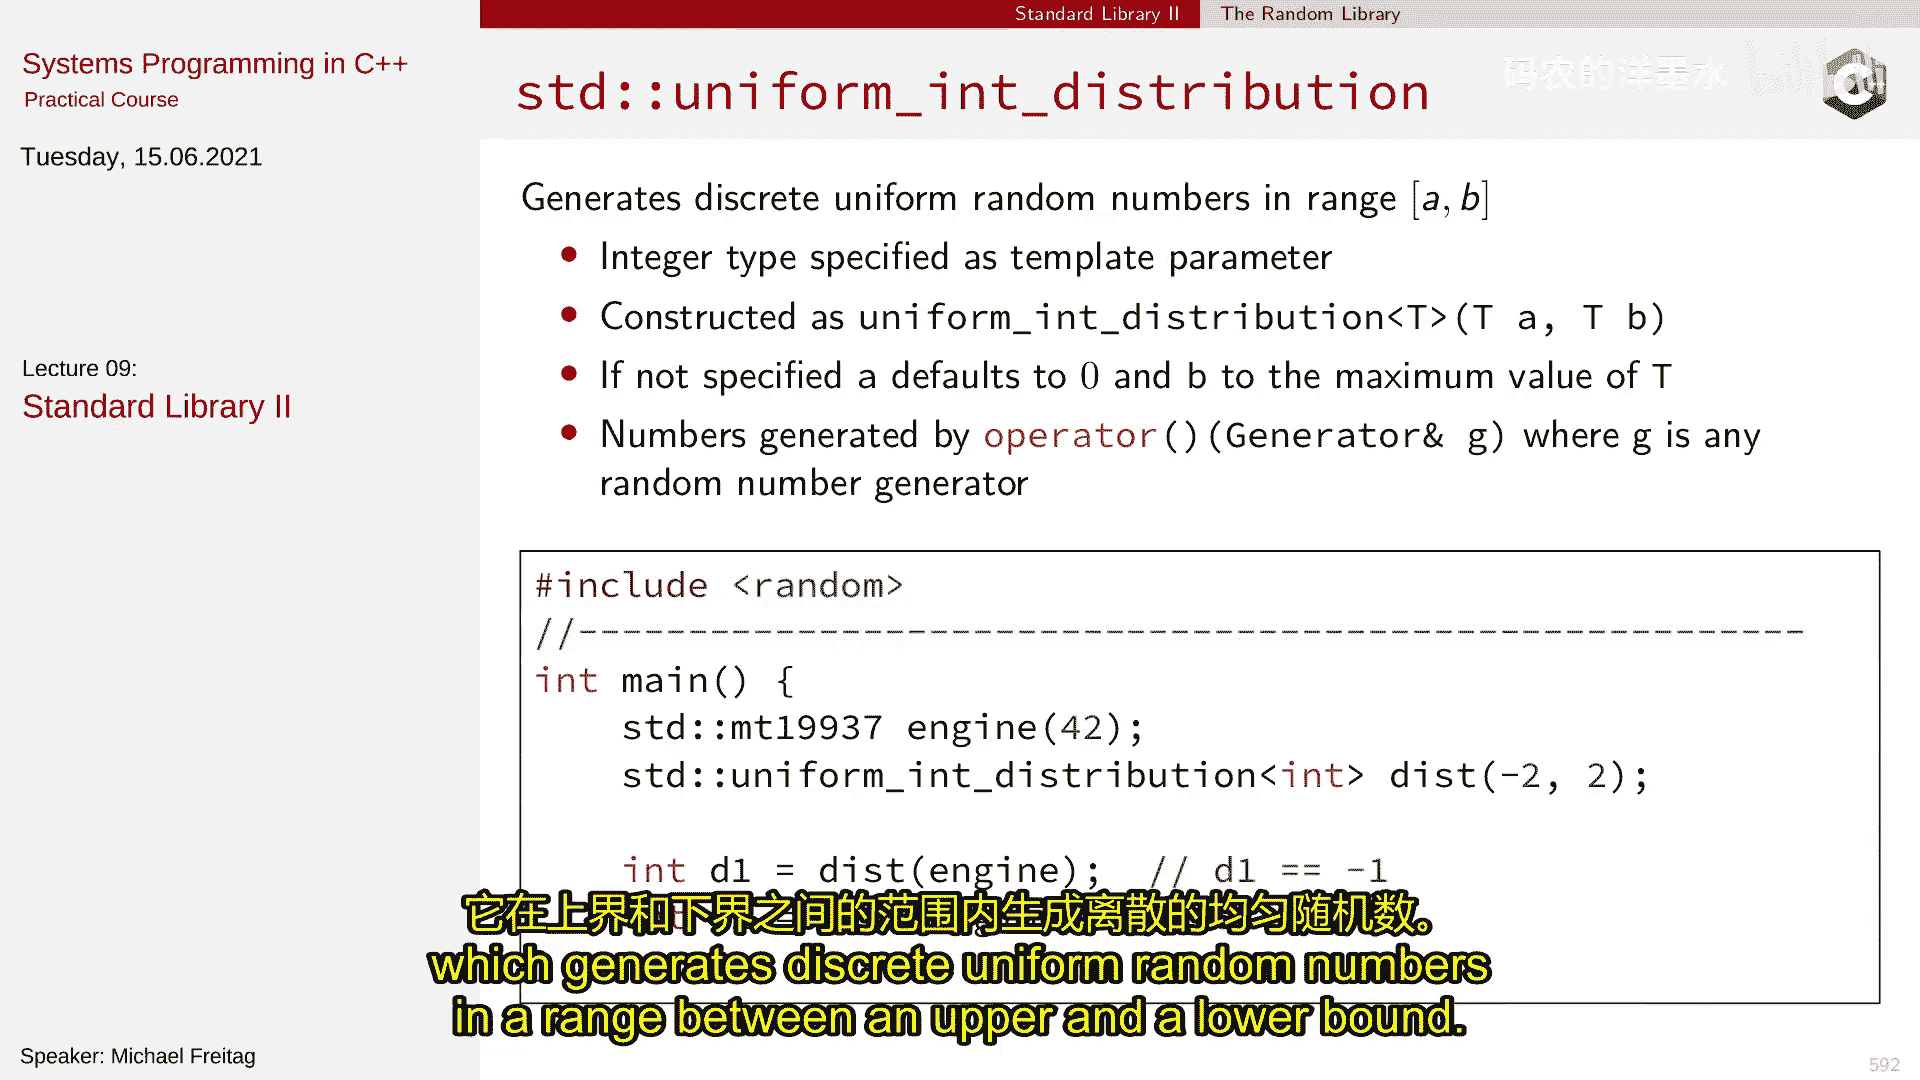 Standard Library II The Random Library
Systems Programming in C++
Practical Course
Tuesday, 15.06.2021
Lecture 09:
Standard Library II
Speaker: Michael Freitag
码农的洋墨水
std::uniform_int_distribution
Generates discrete uniform random numbers in range [a, b]
• Integer type specified as template parameter
• Constructed as uniform_int_distribution<T>(T a, T b)
• If not specified a defaults to 0 and b to the maximum value of T
• Numbers generated by operator()(Generator& g) where g is any
random number generator
#include <random>
//---------------------------------------------------------
int main() {
std::mt19937 engine(42);
std::uniform_int_distribution<int> dist(-2, 2);
int d1 = dist(engine); // d1 == -1
它在上界和下界之间的范围内生成离散的均匀随机数。
which generates discrete uniform random numbers
in a range between an upper and a lower bound.
592